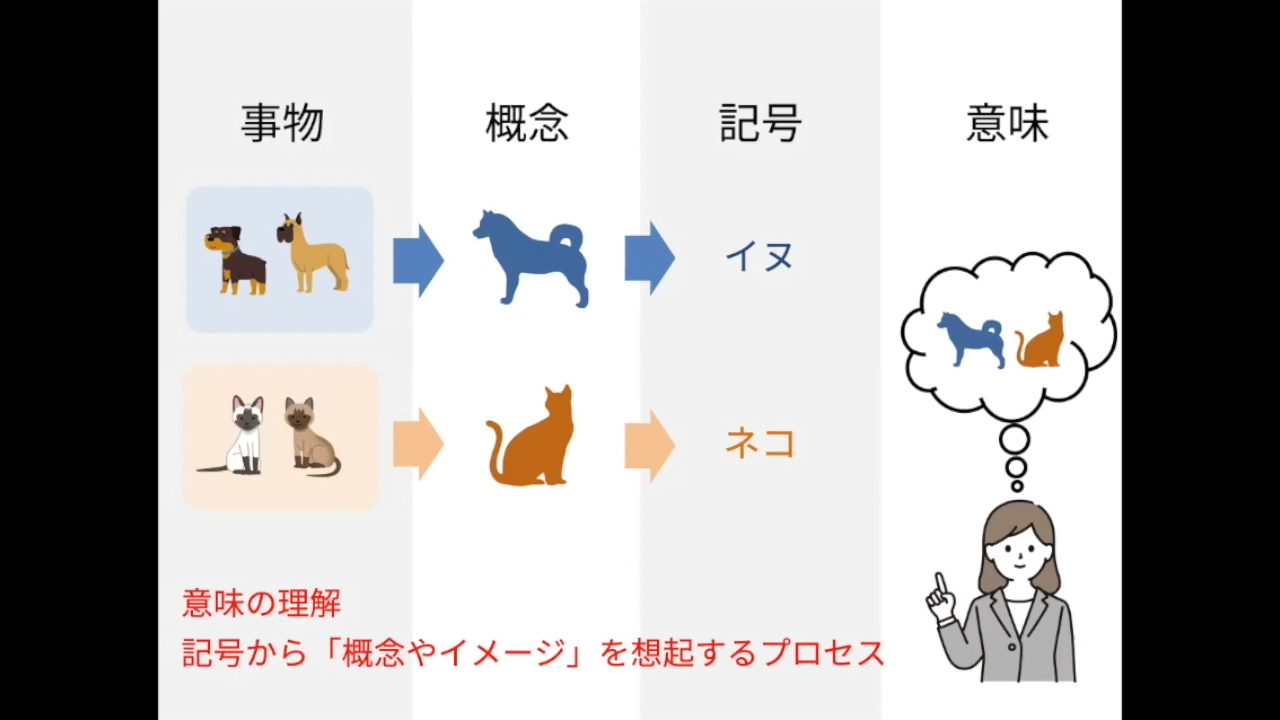 事物 概念 記号 意味
イヌ
ネコ
意味の理解
記号から「概念やイメージ」を想起するプロセス